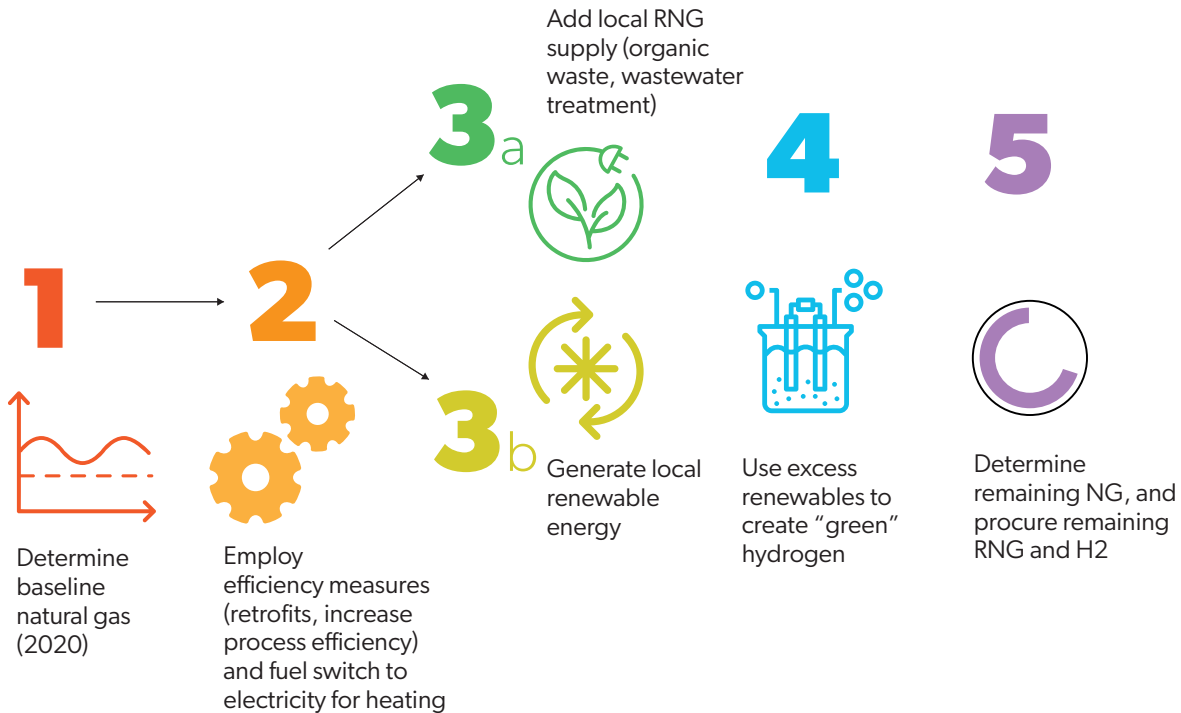 1
Determine
baseline
natural gas
(2020)
2
Employ
efficiency measures
(retrofits, increase
process efficiency)
and fuel switch to
electricity for heating
3a
Add local RNG
supply (organic
waste, wastewater
treatment)
3b
Generate local
renewable
energy
4
Use excess
renewables to
create “green”
hydrogen
5
Determine
remaining NG, and
procure remaining
RNG and H2